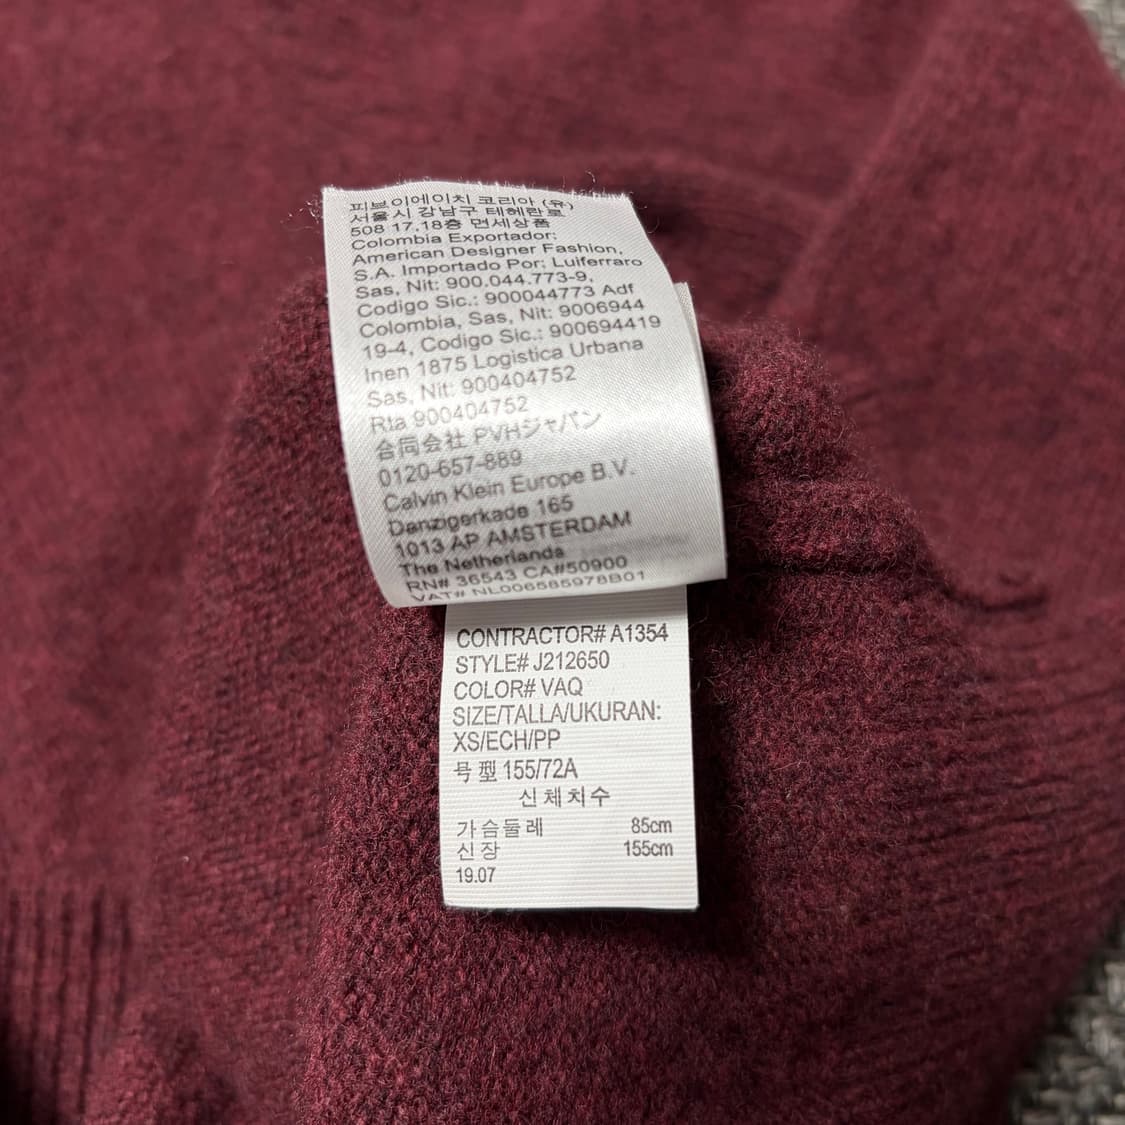 피브이에이치 코리아 (유)
서울시 강남구 테헤란로
508 17.18층 면세상품
Colombia Exportador:
American Designer Fashion,
S.A. Importado Por: Luiferraro
Sas, Nit: 900.044.773-9,
Codigo Sic.: 900044773 Adf
Colombia, Sas, Nit: 9006944
19-4, Codigo Sic.: 900694419
Inen 1875 Logistica Urbana
Sas, Nit: 900404752
Rta 900404752
合同会社 PVHジャパン
0120-657-889
Calvin Klein Europe B.V.
Danzigerkade 165
1013 AP AMSTERDAM
The Netherlands
RN# 36543 CA#50900
VAT# NL006585978B01
CONTRACTOR# A1354
STYLE# J212650
COLOR# VAQ
SIZE/TALLA/UKURAN:
XS/ECH/PP
号型 155/72A
신체치수
가슴둘레 85cm
신장 155cm
19.07